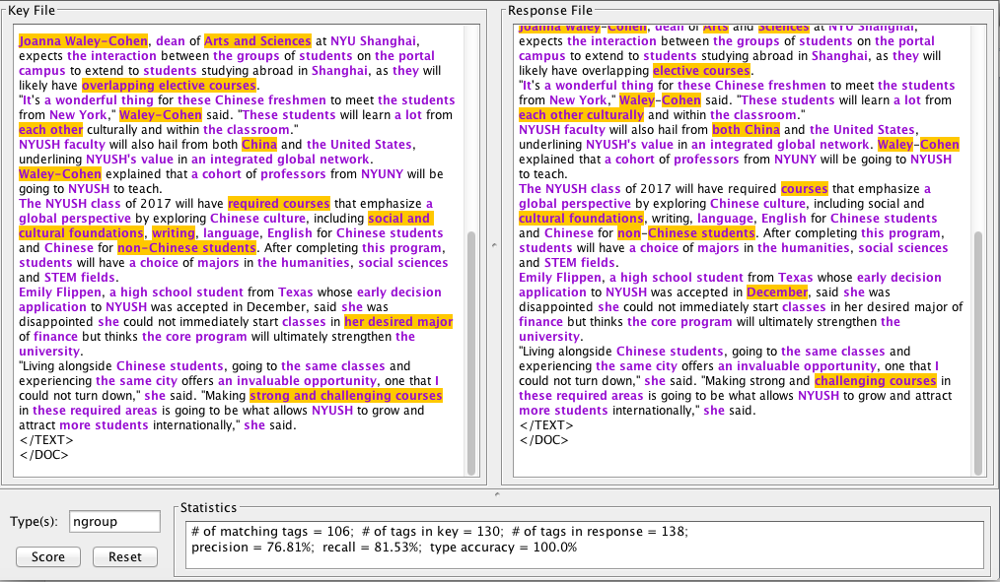 Key File
Joanna Waley-Cohen, dean of Arts and Sciences at NYU Shanghai,
expects the interaction between the groups of students on the portal
campus to extend to students studying abroad in Shanghai, as they will
likely have overlapping elective courses.
"It's a wonderful thing for these Chinese freshmen to meet the students
from New York," Waley-Cohen said. "These students will learn a lot from
each other culturally and within the classroom."
NYUSH faculty will also hail from both China and the United States,
underlining NYUSH's value in an integrated global network.
Waley-Cohen explained that a cohort of professors from NYUNY will be
going to NYUSH to teach.
The NYUSH class of 2017 will have required courses that emphasize a
global perspective by exploring Chinese culture, including social and
cultural foundations, writing, language, English for Chinese students
and Chinese for non-Chinese students. After completing this program,
students will have a choice of majors in the humanities, social sciences
and STEM fields.
Emily Flippen, a high school student from Texas whose early decision
application to NYUSH was accepted in December, said she was
disappointed she could not immediately start classes in her desired major
of finance but thinks the core program will ultimately strengthen the
university.
"Living alongside Chinese students, going to the same classes and
experiencing the same city offers an invaluable opportunity, one that I
could not turn down," she said. "Making strong and challenging courses
in these required areas is going to be what allows NYUSH to grow and
attract more students internationally," she said.
</TEXT>
</DOC>
Response File
Joanna Waley-Cohen, dean of Arts and Sciences at NYU Shanghai,
expects the interaction between the groups of students on the portal
campus to extend to students studying abroad in Shanghai, as they will
likely have overlapping elective courses.
"It's a wonderful thing for these Chinese freshmen to meet the students
from New York," Waley-Cohen said. "These students will learn a lot from
each other culturally and within the classroom."
NYUSH faculty will also hail from both China and the United States,
underlining NYUSH's value in an integrated global network. Waley-Cohen
explained that a cohort of professors from NYUNY will be going to NYUSH
to teach.
The NYUSH class of 2017 will have required courses that emphasize a
global perspective by exploring Chinese culture, including social and
cultural foundations, writing, language, English for Chinese students
and Chinese for non-Chinese students. After completing this program,
students will have a choice of majors in the humanities, social sciences
and STEM fields.
Emily Flippen, a high school student from Texas whose early decision
application to NYUSH was accepted in December, said she was
disappointed she could not immediately start classes in her desired major of
finance but thinks the core program will ultimately strengthen the
university.
"Living alongside Chinese students, going to the same classes and
experiencing the same city offers an invaluable opportunity, one that I
could not turn down," she said. "Making strong and challenging courses in
these required areas is going to be what allows NYUSH to grow and attract
more students internationally," she said.
</TEXT>
</DOC>
Type(s): ngroup
Score Reset
Statistics
# of matching tags = 106; # of tags in key = 130; # of tags in response = 138;
precision = 76.81%; recall = 81.53%; type accuracy = 100.0%